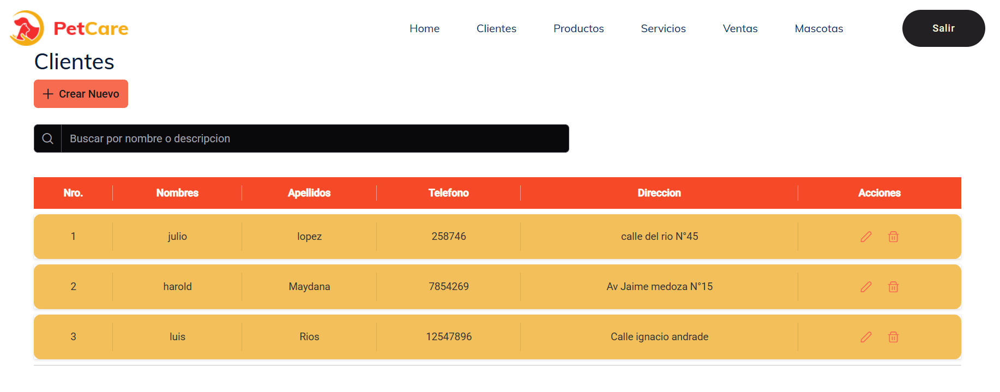 PetCare Home Clientes Productos Servicios Ventas Mascotas Salir
Clientes
Crear Nuevo
Buscar por nombre o descripcion
Nro. Nombres Apellidos Telefono Direccion Acciones
1 julio lopez 258746 calle del rio N°45
2 harold Maydana 7854269 Av Jaime medoza N°15
3 luis Rios 12547896 Calle ignacio andrade